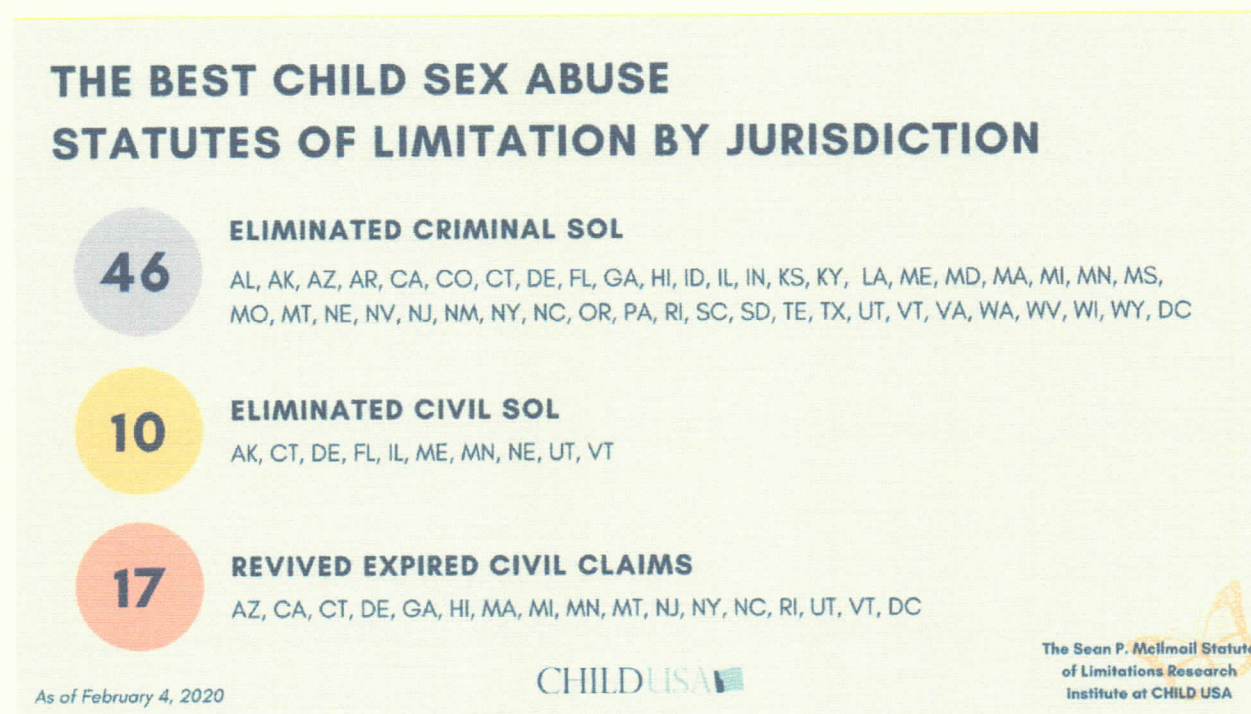 THE BEST CHILD SEX ABUSE
STATUTES OF LIMITATION BY JURISDICTION
46
ELIMINATED CRIMINAL SOL
AL, AK, AZ, AR, CA, CO, CT, DE, FL, GA, HI, ID, IL, IN, KS, KY, LA, ME, MD, MA, MI, MN, MS,
MO, MT, NE, NV, NJ, NM, NY, NC, OR, PA, RI, SC, SD, TE, TX, UT, VT, VA, WA, WV, WI, WY, DC
10
ELIMINATED CIVIL SOL
AK, CT, DE, FL, IL, ME, MN, NE, UT, VT
17
REVIVED EXPIRED CIVIL CLAIMS
AZ, CA, CT, DE, GA, HI, MA, MI, MN, MT, NJ, NY, NC, RI, UT, VT, DC
As of February 4, 2020
CHILD USA
The Sean P. McIlmail Statute
of Limitations Research
Institute at CHILD USA